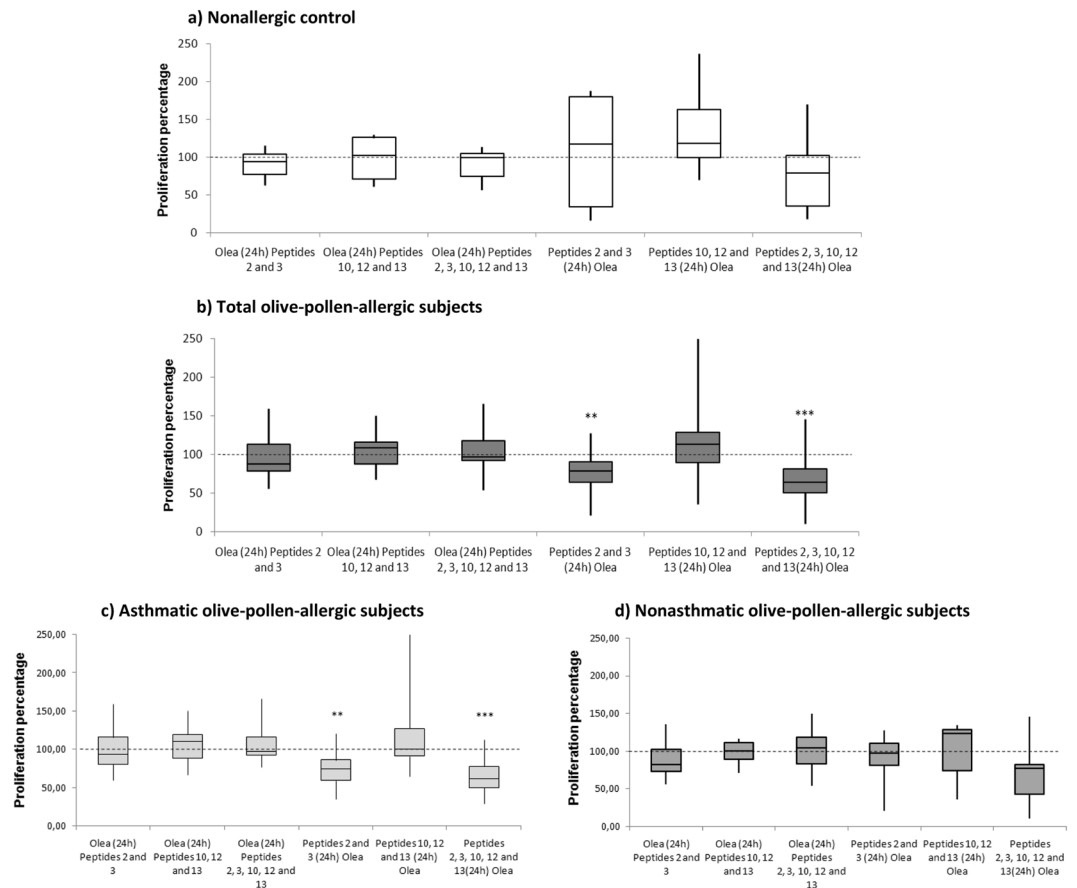 a) Nonallergic control
Proliferation percentage
250
200
150
100
50
0
Olea (24h) Peptides
2 and 3
Olea (24h) Peptides
10, 12 and 13
Olea (24h) Peptides
2, 3, 10, 12 and 13
Peptides 2 and 3
(24h) Olea
Peptides 10, 12 and
13 (24h) Olea
Peptides 2, 3, 10, 12
and 13(24h) Olea
b) Total olive-pollen-allergic subjects
Proliferation percentage
250
200
150
100
50
0
**
***
Olea (24h) Peptides 2
and 3
Olea (24h) Peptides
10, 12 and 13
Olea (24h) Peptides
2, 3, 10, 12 and 13
Peptides 2 and 3
(24h) Olea
Peptides 10, 12 and
13 (24h) Olea
Peptides 2, 3, 10, 12
and 13(24h) Olea
c) Asthmatic olive-pollen-allergic subjects
Proliferation percentage
250,00
200,00
150,00
100,00
50,00
0,00
**
***
Olea (24h)
Peptides 2 and
3
Olea (24h)
Peptides 10, 12
and 13
Olea (24h)
Peptides
2, 3, 10, 12 and
13
Peptides 2 and
3 (24h) Olea
Peptides 10, 12
and 13 (24h)
Olea
Peptides
2,3, 10, 12 and
13(24h) Olea
d) Nonasthmatic olive-pollen-allergic subjects
Proliferation percentage
250,00
200,00
150,00
100,00
50,00
0,00
Olea (24h)
Peptides 2 and 3
Olea (24h)
Peptides 10, 12
and 13
Olea (24h)
Peptides
2, 3, 10, 12 and 13
Peptides 2 and
3 (24h) Olea
Peptides 10, 12
and 13 (24h)
Olea
Peptides
2, 3, 10, 12 and
13(24h) Olea